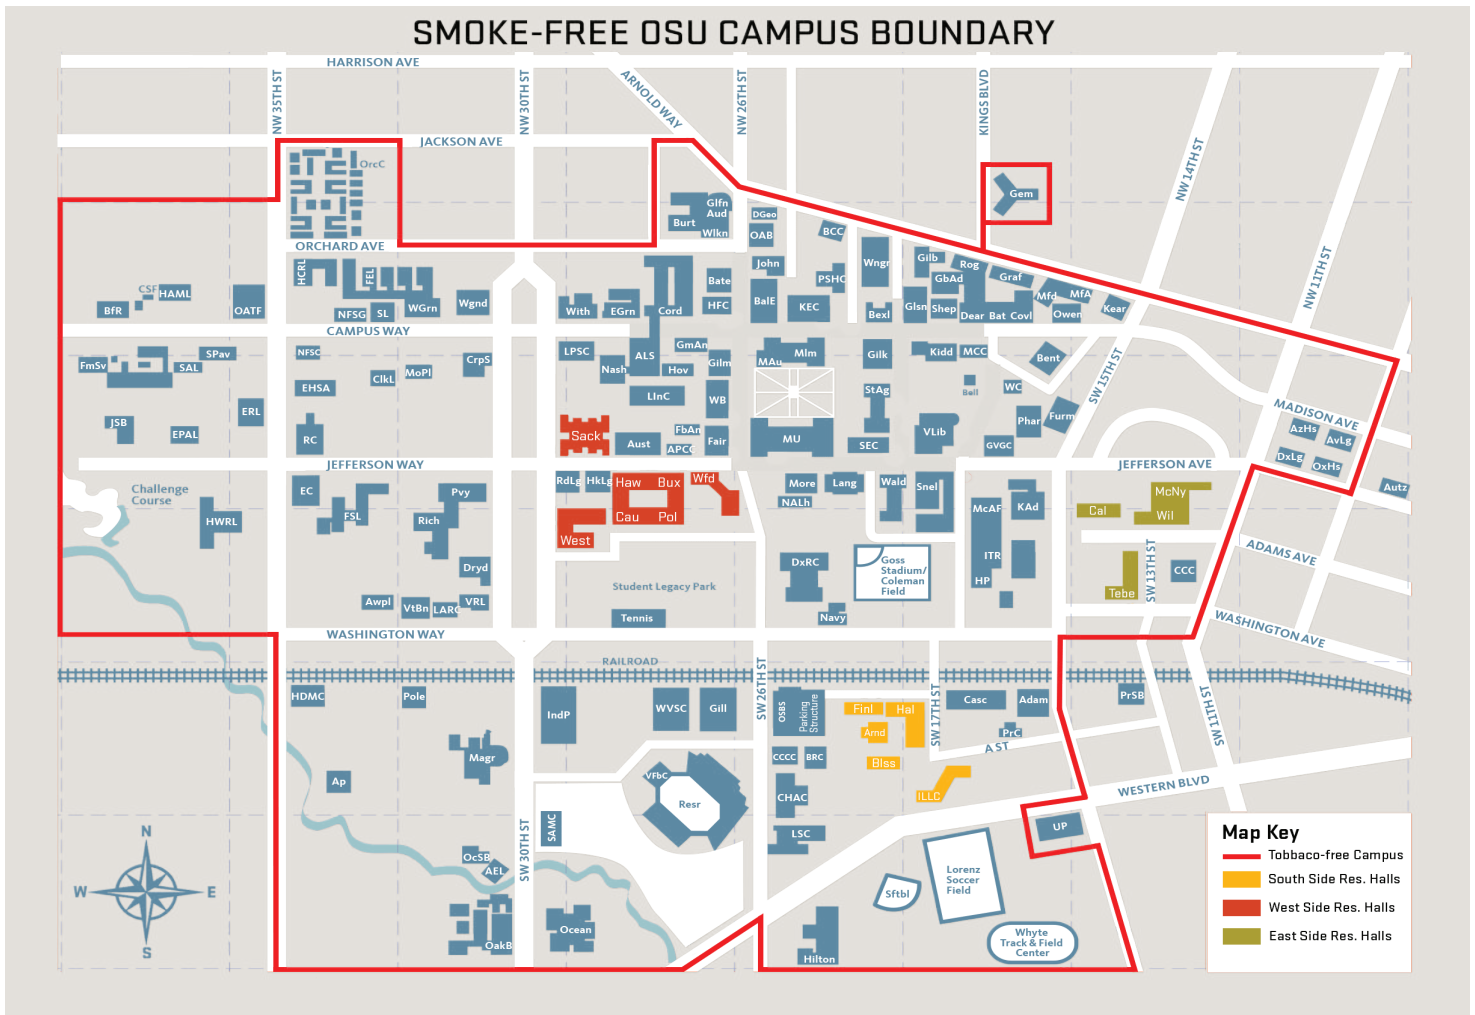 SMOKE-FREE OSU CAMPUS BOUNDARY
HARRISON AVE
NW 35TH ST
NW 30TH ST
ARNOLD WAY
NW 26TH ST
KINGS BLVD
NW 14TH ST
NW 11TH ST
JACKSON AVE
OrcC
Gem
Glfn
Aud
Burt
Wlkn
DGeo
OAB
BCC
ORCHARD AVE
HCRL
FEL
John
Wngr
Gilb
Rog
GbAd
Graf
PSHC
Bate
CSF
HAML
BfR
OATF
NFSG
SL
WGrn
Wgnd
With
EGrn
Cord
HFC
BalE
KEC
Bexl
Glsn
Shep
Dear
Bat
Covl
Mfd
MfA
Owen
Kear
CAMPUS WAY
FmSv
SPav
SAL
NFSC
EHSA
ClkL
MoPl
CrpS
LPSC
Nash
ALS
GmAn
Hov
Gilm
MAu
Mlm
Gilk
Kidd
MCC
Bent
SW 15TH ST
JSB
EPAL
ERL
RC
LInC
WB
StAg
Bell
WC
Phar
Furm
MADISON AVE
AzHs
AvLg
DxLg
OxHs
Sack
Aust
FbAn
APCC
Fair
MU
SEC
VLib
GVGC
JEFFERSON WAY
JEFFERSON AVE
Autz
Challenge
Course
HWRL
EC
FSL
Pvy
Rich
Dryd
RdLg
HkLg
Haw
Bux
Cau
Pol
Wfd
West
More
NALh
Lang
Wald
Snel
McAF
KAd
ITR
HP
Cal
McNy
Wil
Tebe
SW 13TH ST
CCC
ADAMS AVE
DxRC
Goss
Stadium/
Coleman
Field
Student Legacy Park
Awpl
VtBn
LARC
VRL
Tennis
Navy
WASHINGTON WAY
WASHINGTON AVE
RAILROAD
HDMC
Pole
IndP
WVSC
Gill
SW 26TH ST
OSBS
Parking
Structure
Finl
Hal
Arnd
Blss
ILLC
SW 17TH ST
Casc
Adam
PrC
A ST
PrSB
SW 11TH ST
WESTERN BLVD
Magr
Ap
VFbC
Resr
CCCC
BRC
CHAC
LSC
UP
SAMC
SW 30TH ST
OcSB
AEL
OakB
Ocean
Sftbl
Lorenz
Soccer
Field
Whyte
Track & Field
Center
Hilton
N
W
E
S
Map Key
Tobbaco-free Campus
South Side Res. Halls
West Side Res. Halls
East Side Res. Halls